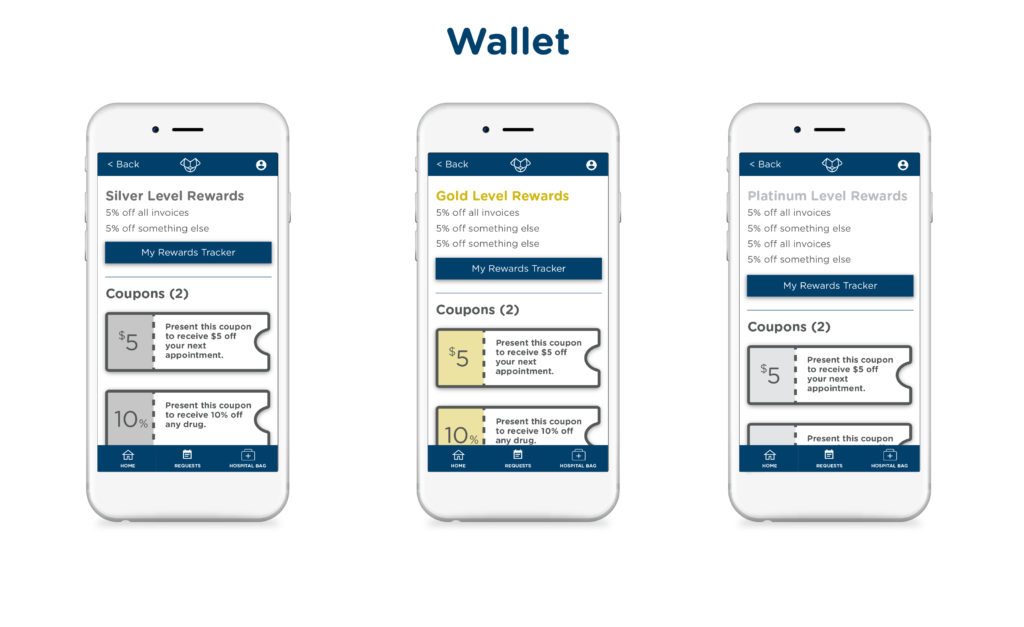 Wallet
< Back
Silver Level Rewards
5% off all invoices
5% off something else
My Rewards Tracker
Coupons (2)
$5
Present this coupon
to receive $5 off
your next
appointment.
10%
Present this coupon
to receive 10% off
any drug.
HOME
REQUESTS
HOSPITAL BAG
< Back
Gold Level Rewards
5% off all invoices
5% off something else
5% off something else
My Rewards Tracker
Coupons (2)
$5
Present this coupon
to receive $5 off
your next
appointment.
10%
Present this coupon
to receive 10% off
any drug.
HOME
REQUESTS
HOSPITAL BAG
< Back
Platinum Level Rewards
5% off all invoices
5% off something else
5% off all invoices
5% off something else
My Rewards Tracker
Coupons (2)
$5
Present this coupon
to receive $5 off
your next
appointment.
Present this coupon
HOME
REQUESTS
HOSPITAL BAG